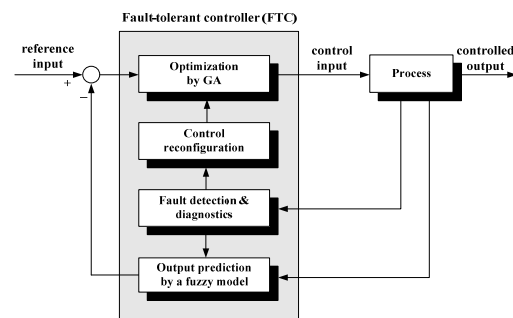 Fault-tolerant controller (FTC)
reference
input
+
−
Optimization
by GA
control
input
Process
controlled
output
Control
reconfiguration
Fault detection &
diagnostics
Output prediction
by a fuzzy model